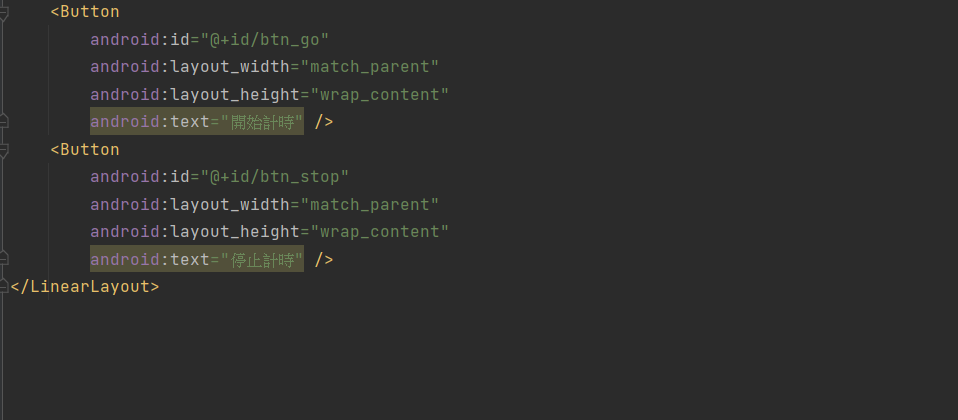 <Button
android:id="@+id/btn_go"
android:layout_width="match_parent"
android:layout_height="wrap_content"
android:text="開始計時" />
<Button
android:id="@+id/btn_stop"
android:layout_width="match_parent"
android:layout_height="wrap_content"
android:text="停止計時" />
</LinearLayout>